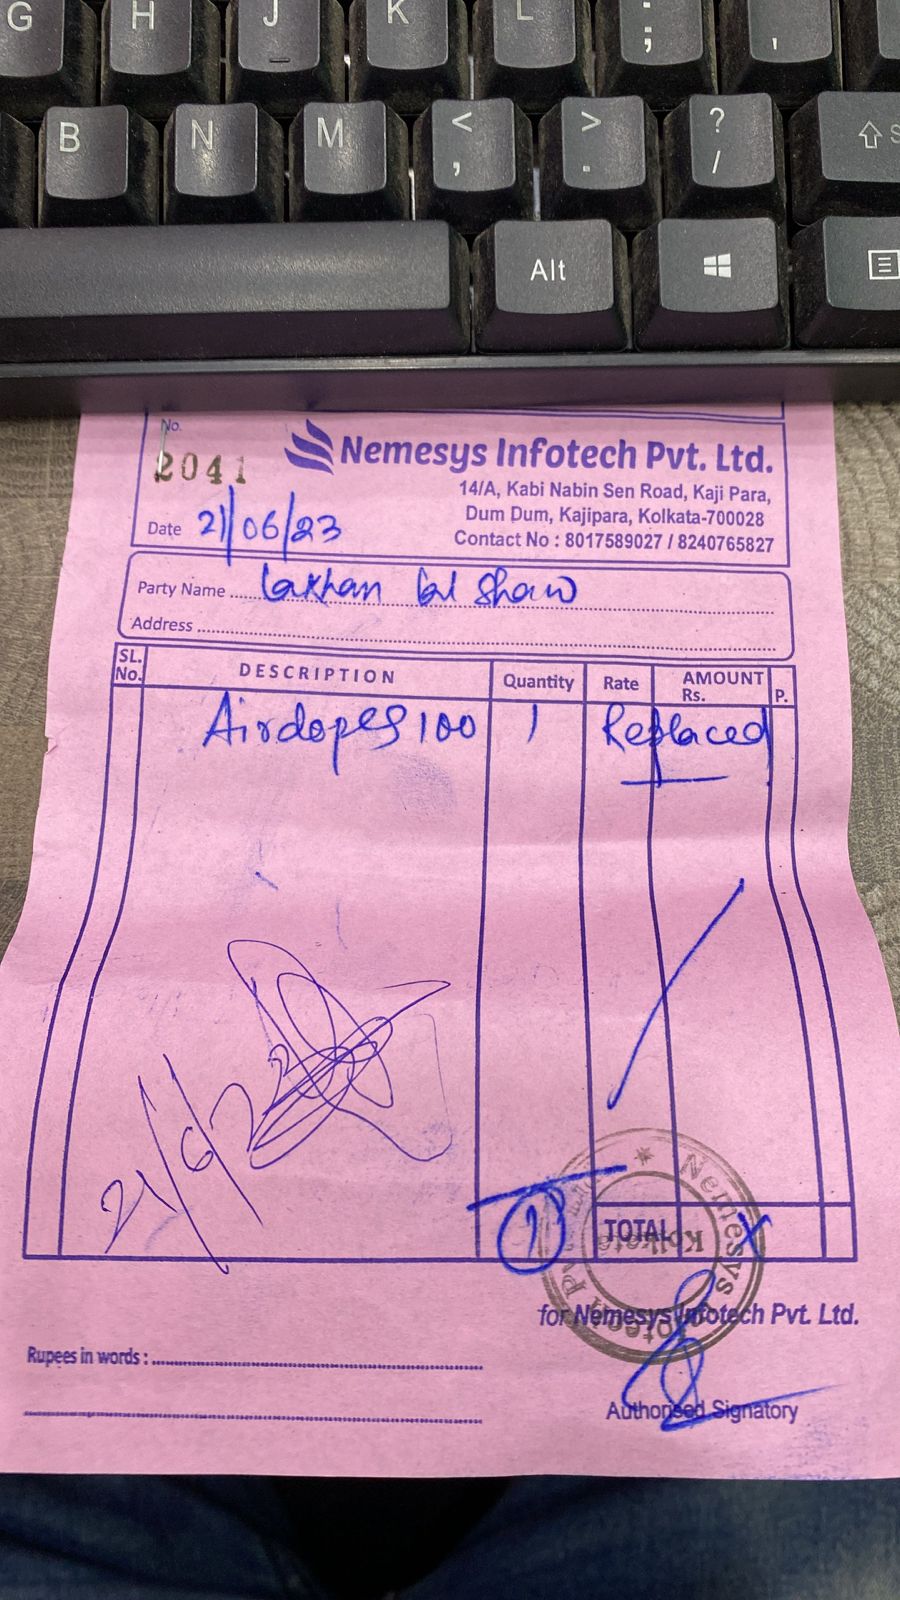 G H J K L : ;
" '
B N M < , > . ? /
Alt
No.
2041
Nemesys Infotech Pvt. Ltd.
14/A, Kabi Nabin Sen Road, Kaji Para,
Dum Dum, Kajipara, Kolkata-700028
Contact No : 8017589027 / 8240765827
Date 21/06/23
Party Name Lakhan Lal Shaw
Address
SL. No. DESCRIPTION Quantity Rate AMOUNT Rs. P.
Airdopes 100 1 Replaced
21/6/23
1 TOTAL X
Nemesys Infotech Kolkata
for Nemesys Infotech Pvt. Ltd.
Rupees in words :
Authorised Signatory